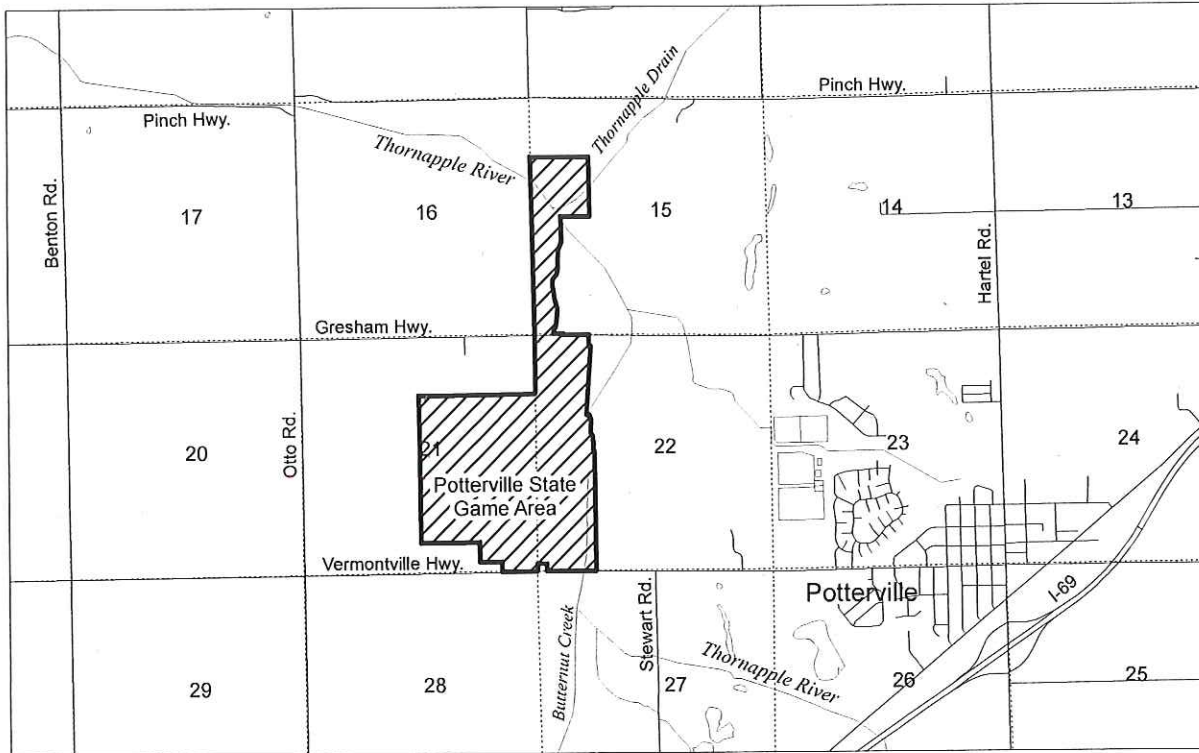 Pinch Hwy.
Pinch Hwy.
Thornapple Drain
Thornapple River
Benton Rd.
17
16
15
14
13
Hartel Rd.
Gresham Hwy.
Otto Rd.
20
21
22
23
24
Potterville State
Game Area
Vermontville Hwy.
Stewart Rd.
Potterville
I-69
Butternut Creek
Thornapple River
29
28
27
26
25